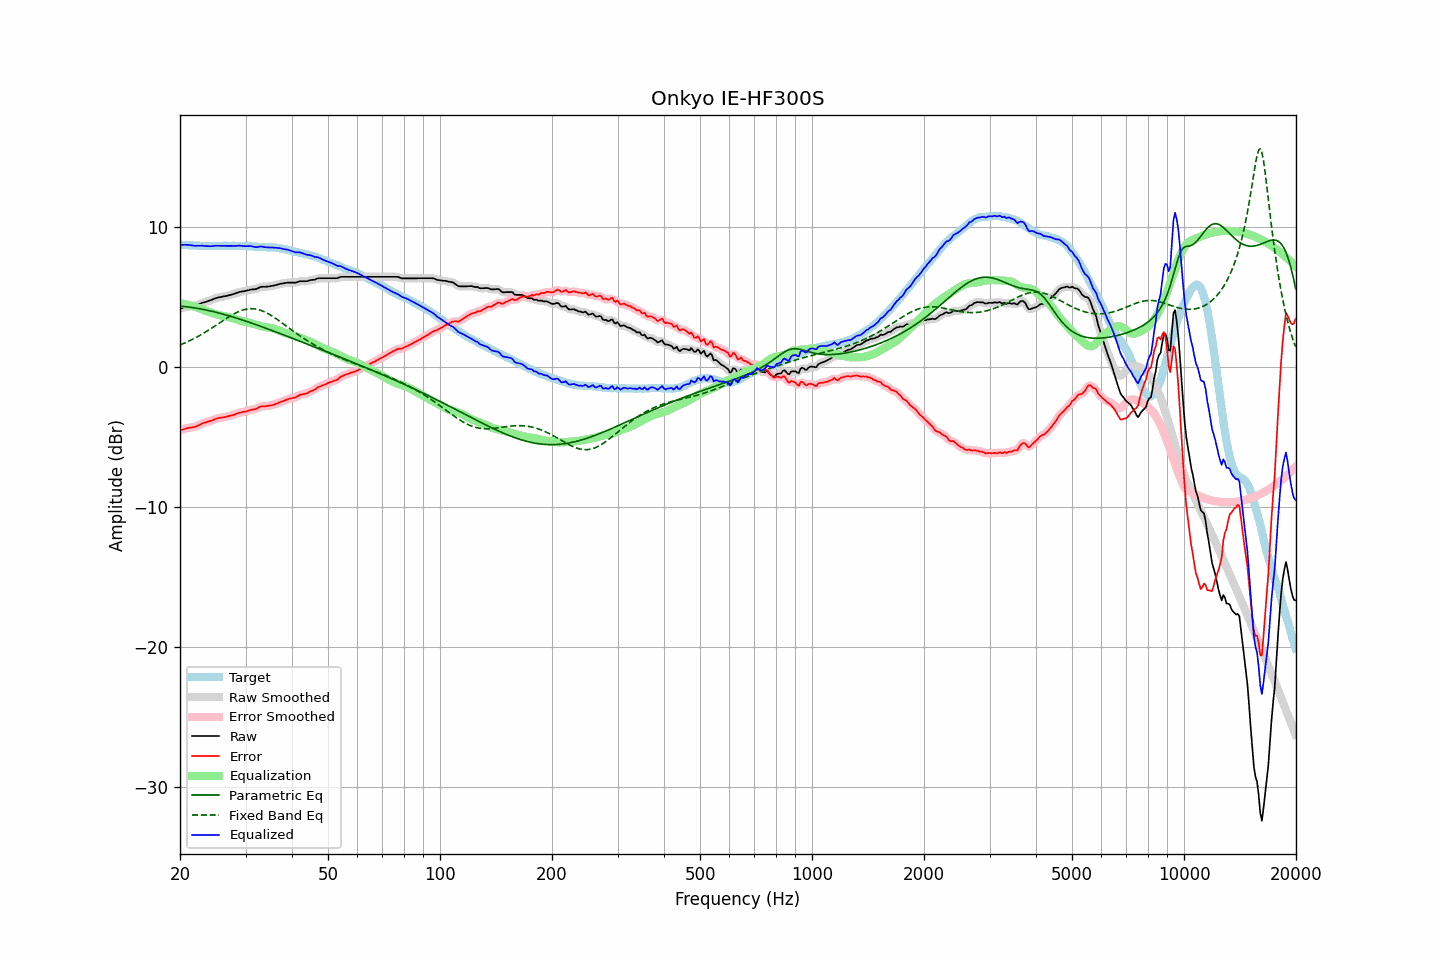 Onkyo IE-HF300S
10
0
−10
−20
−30
Amplitude (dBr)
Target
Raw Smoothed
Error Smoothed
Raw
Error
Equalization
Parametric Eq
Fixed Band Eq
Equalized
20 50 100 200 500 1000 2000 5000 10000 20000
Frequency (Hz)